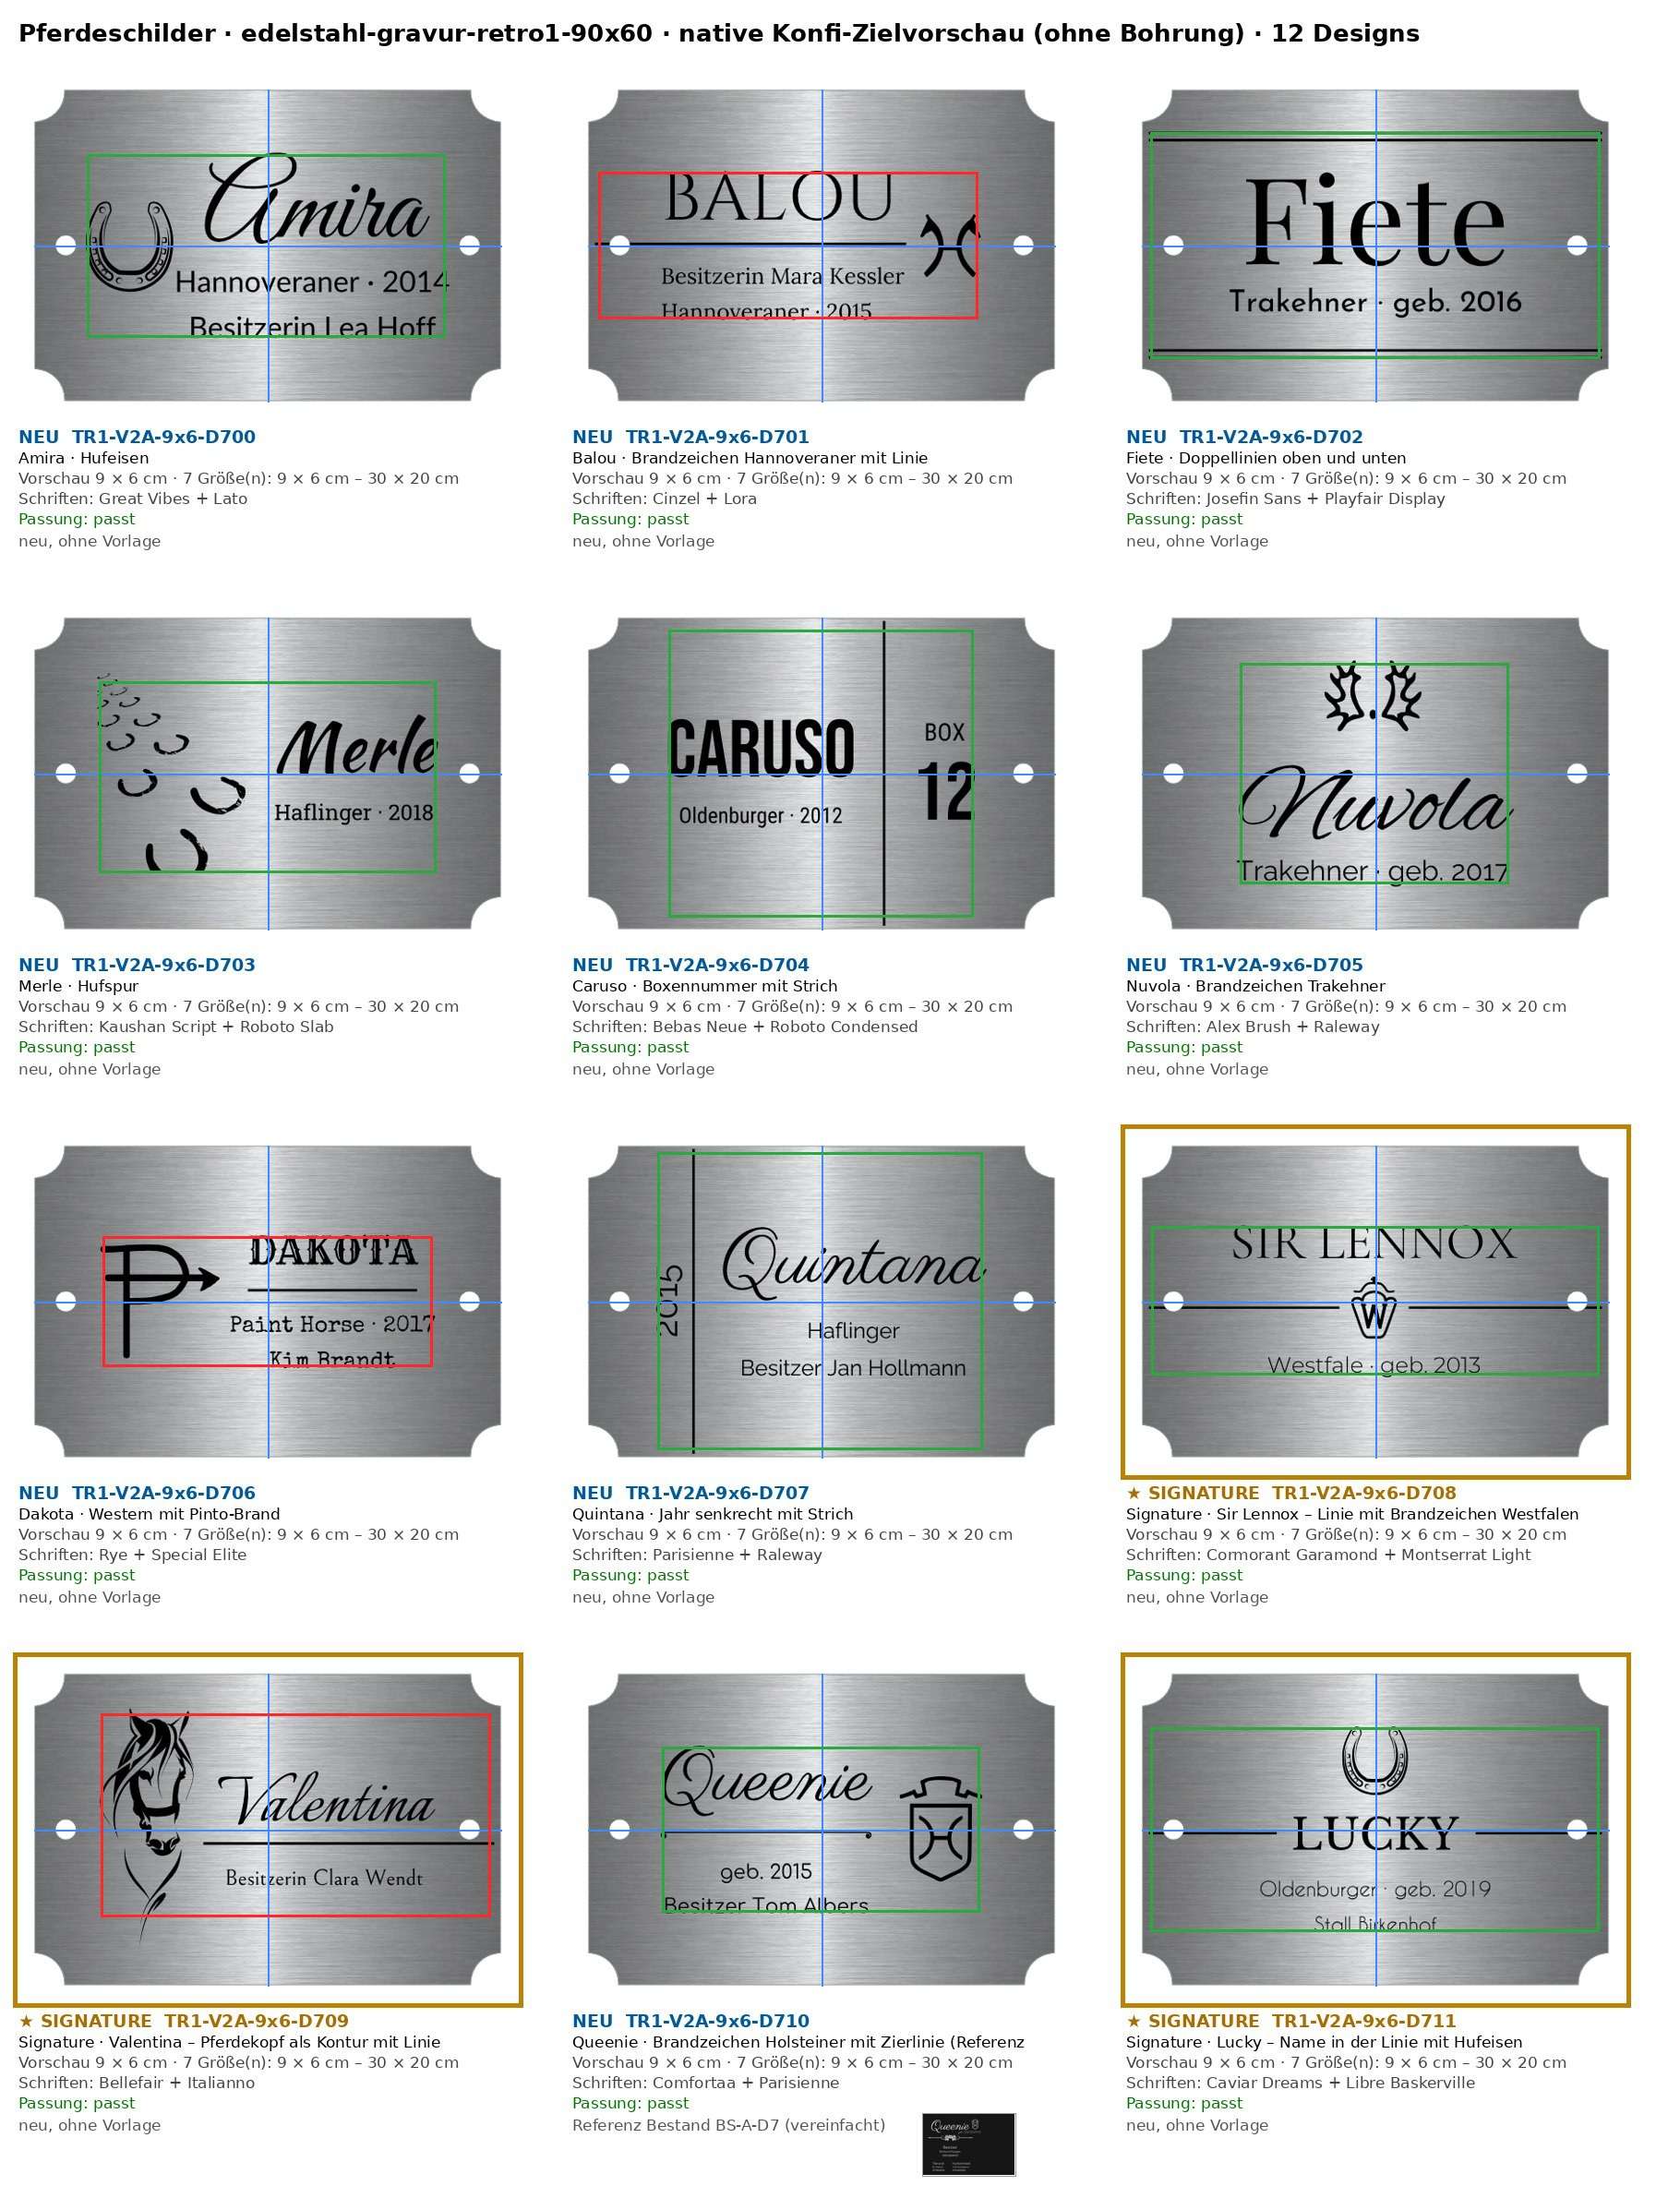 Pferdeschilder · edelstahl-gravur-retro1-90x60 · native Konfi-Zielvorschau (ohne Bohrung) · 12 Designs
Amira
Hannoveraner · 2014
Besitzerin Lea Hoff
NEU TR1-V2A-9x6-D700
Amira · Hufeisen
Vorschau 9 × 6 cm · 7 Größe(n): 9 × 6 cm – 30 × 20 cm
Schriften: Great Vibes + Lato
Passung: passt
neu, ohne Vorlage
BALOU
Besitzerin Mara Kessler
Hannoveraner · 2015
NEU TR1-V2A-9x6-D701
Balou · Brandzeichen Hannoveraner mit Linie
Vorschau 9 × 6 cm · 7 Größe(n): 9 × 6 cm – 30 × 20 cm
Schriften: Cinzel + Lora
Passung: passt
neu, ohne Vorlage
Fiete
Trakehner · geb. 2016
NEU TR1-V2A-9x6-D702
Fiete · Doppellinien oben und unten
Vorschau 9 × 6 cm · 7 Größe(n): 9 × 6 cm – 30 × 20 cm
Schriften: Josefin Sans + Playfair Display
Passung: passt
neu, ohne Vorlage
Merle
Haflinger · 2018
NEU TR1-V2A-9x6-D703
Merle · Hufspur
Vorschau 9 × 6 cm · 7 Größe(n): 9 × 6 cm – 30 × 20 cm
Schriften: Kaushan Script + Roboto Slab
Passung: passt
neu, ohne Vorlage
CARUSO
Oldenburger · 2012
BOX
12
NEU TR1-V2A-9x6-D704
Caruso · Boxennummer mit Strich
Vorschau 9 × 6 cm · 7 Größe(n): 9 × 6 cm – 30 × 20 cm
Schriften: Bebas Neue + Roboto Condensed
Passung: passt
neu, ohne Vorlage
Nuvola
Trakehner · geb. 2017
NEU TR1-V2A-9x6-D705
Nuvola · Brandzeichen Trakehner
Vorschau 9 × 6 cm · 7 Größe(n): 9 × 6 cm – 30 × 20 cm
Schriften: Alex Brush + Raleway
Passung: passt
neu, ohne Vorlage
DAKOTA
Paint Horse · 2017
Kim Brandt
NEU TR1-V2A-9x6-D706
Dakota · Western mit Pinto-Brand
Vorschau 9 × 6 cm · 7 Größe(n): 9 × 6 cm – 30 × 20 cm
Schriften: Rye + Special Elite
Passung: passt
neu, ohne Vorlage
2015
Quintana
Haflinger
Besitzer Jan Hollmann
NEU TR1-V2A-9x6-D707
Quintana · Jahr senkrecht mit Strich
Vorschau 9 × 6 cm · 7 Größe(n): 9 × 6 cm – 30 × 20 cm
Schriften: Parisienne + Raleway
Passung: passt
neu, ohne Vorlage
SIR LENNOX
W
Westfale · geb. 2013
★ SIGNATURE TR1-V2A-9x6-D708
Signature · Sir Lennox – Linie mit Brandzeichen Westfalen
Vorschau 9 × 6 cm · 7 Größe(n): 9 × 6 cm – 30 × 20 cm
Schriften: Cormorant Garamond + Montserrat Light
Passung: passt
neu, ohne Vorlage
Valentina
Besitzerin Clara Wendt
★ SIGNATURE TR1-V2A-9x6-D709
Signature · Valentina – Pferdekopf als Kontur mit Linie
Vorschau 9 × 6 cm · 7 Größe(n): 9 × 6 cm – 30 × 20 cm
Schriften: Bellefair + Italianno
Passung: passt
neu, ohne Vorlage
Queenie
geb. 2015
Besitzer Tom Albers
NEU TR1-V2A-9x6-D710
Queenie · Brandzeichen Holsteiner mit Zierlinie (Referenz
Vorschau 9 × 6 cm · 7 Größe(n): 9 × 6 cm – 30 × 20 cm
Schriften: Comfortaa + Parisienne
Passung: passt
Referenz Bestand BS-A-D7 (vereinfacht)
Queenie
LUCKY
Oldenburger · geb. 2019
Stall Birkenhof
★ SIGNATURE TR1-V2A-9x6-D711
Signature · Lucky – Name in der Linie mit Hufeisen
Vorschau 9 × 6 cm · 7 Größe(n): 9 × 6 cm – 30 × 20 cm
Schriften: Caviar Dreams + Libre Baskerville
Passung: passt
neu, ohne Vorlage